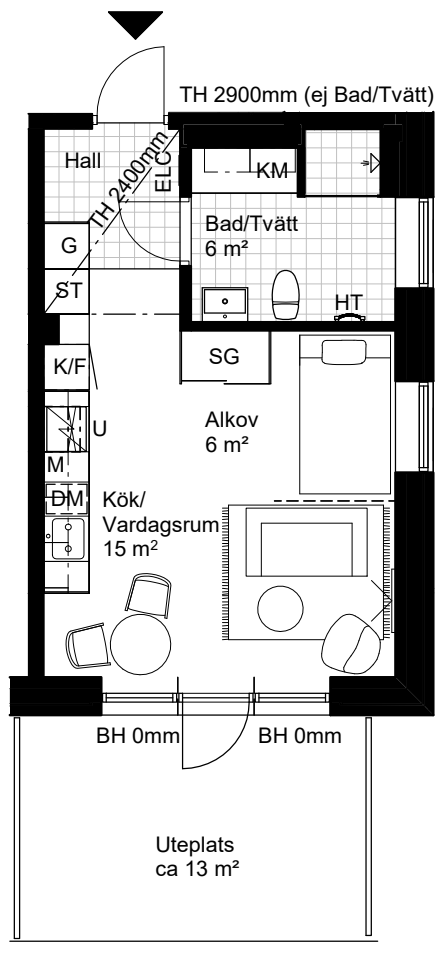 TH 2900mm (ej Bad/Tvätt)
Hall
TH 2400mm
ELC
KM
G
Bad/Tvätt
6 m²
ST
HT
K/F
SG
U
Alkov
6 m²
M
DM
Kök/
Vardagsrum
15 m²
BH 0mm
BH 0mm
Uteplats
ca 13 m²